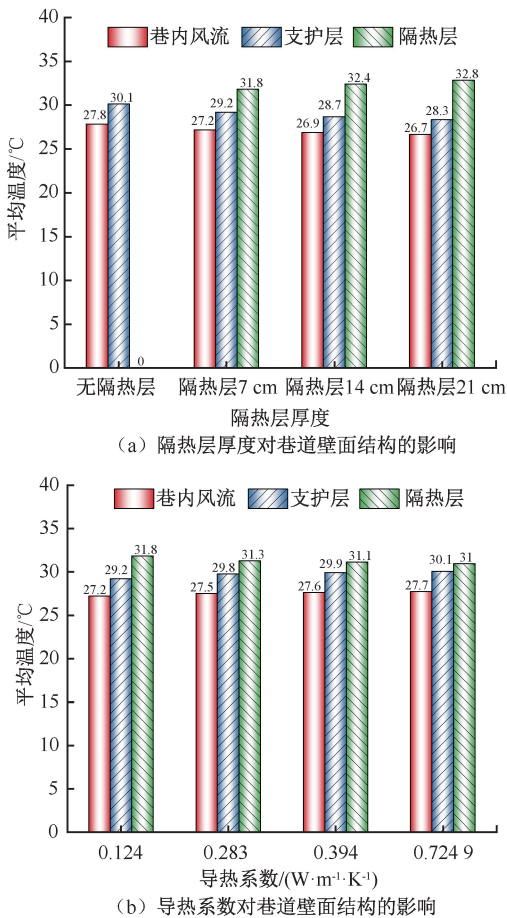 巷内风流 支护层 隔热层
40
35
30
25
20
15
10
5
0
平均温度/℃
27.8 30.1 0
27.2 29.2 31.8
26.9 28.7 32.4
26.7 28.3 32.8
无隔热层 隔热层7 cm 隔热层14 cm 隔热层21 cm
隔热层厚度
（a）隔热层厚度对巷道壁面结构的影响
巷内风流 支护层 隔热层
40
35
30
25
20
15
10
5
0
平均温度/℃
27.2 29.2 31.8
27.5 29.8 31.3
27.6 29.9 31.1
27.7 30.1 31
0.124 0.283 0.394 0.724 9
导热系数/(W·m⁻¹·K⁻¹)
（b）导热系数对巷道壁面结构的影响